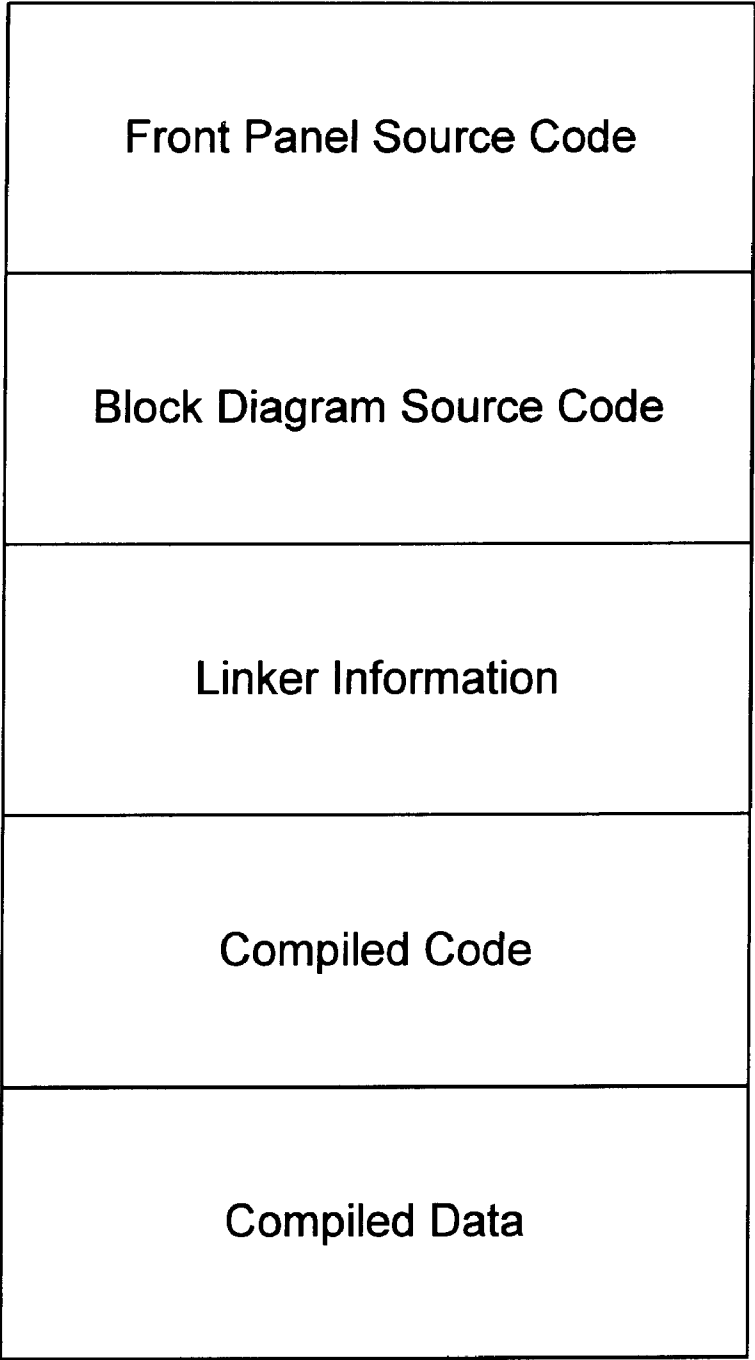 Front Panel Source Code
Block Diagram Source Code
Linker Information
Compiled Code
Compiled Data